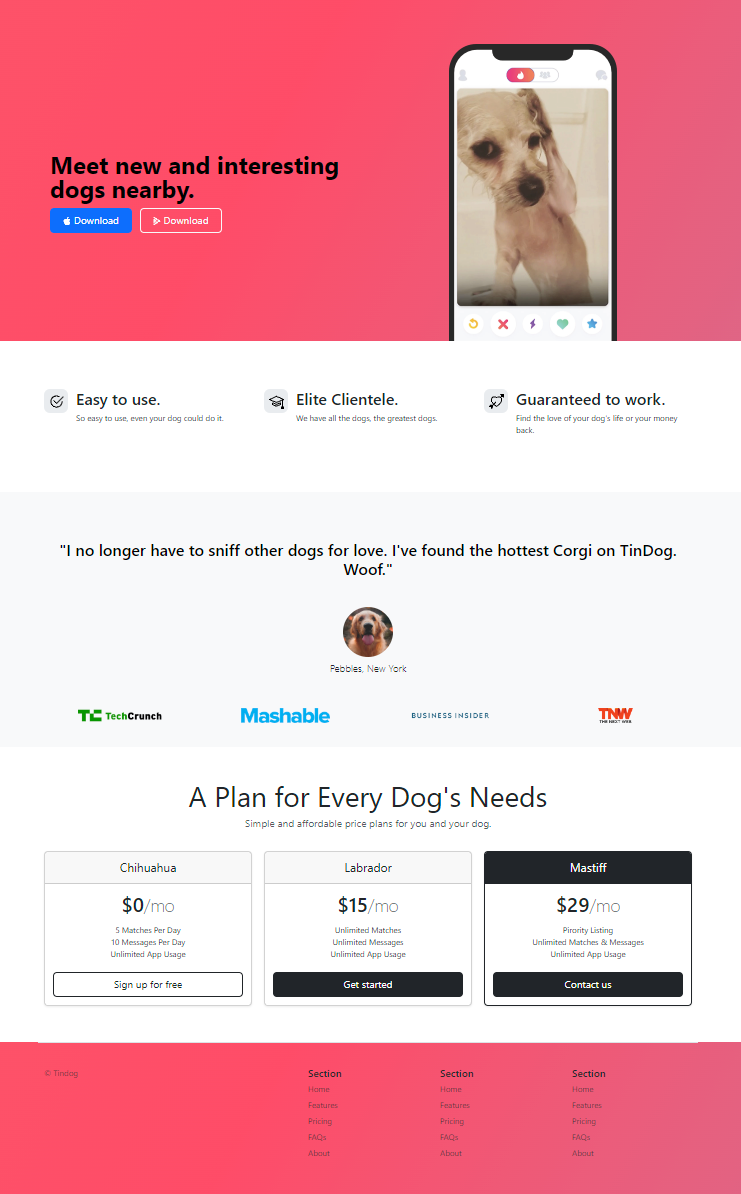 Meet new and interesting
dogs nearby.
Download
Download
Easy to use.
So easy to use, even your dog could do it.
Elite Clientele.
We have all the dogs, the greatest dogs.
Guaranteed to work.
Find the love of your dog's life or your money
back.
"I no longer have to sniff other dogs for love. I've found the hottest Corgi on TinDog.
Woof."
Pebbles, New York
TC TechCrunch
Mashable
BUSINESS INSIDER
TNW
THE NEXT WEB
A Plan for Every Dog's Needs
Simple and affordable price plans for you and your dog.
Chihuahua
$0/mo
5 Matches Per Day
10 Messages Per Day
Unlimited App Usage
Sign up for free
Labrador
$15/mo
Unlimited Matches
Unlimited Messages
Unlimited App Usage
Get started
Mastiff
$29/mo
Pirority Listing
Unlimited Matches & Messages
Unlimited App Usage
Contact us
© Tindog
Section
Home
Features
Pricing
FAQs
About
Section
Home
Features
Pricing
FAQs
About
Section
Home
Features
Pricing
FAQs
About